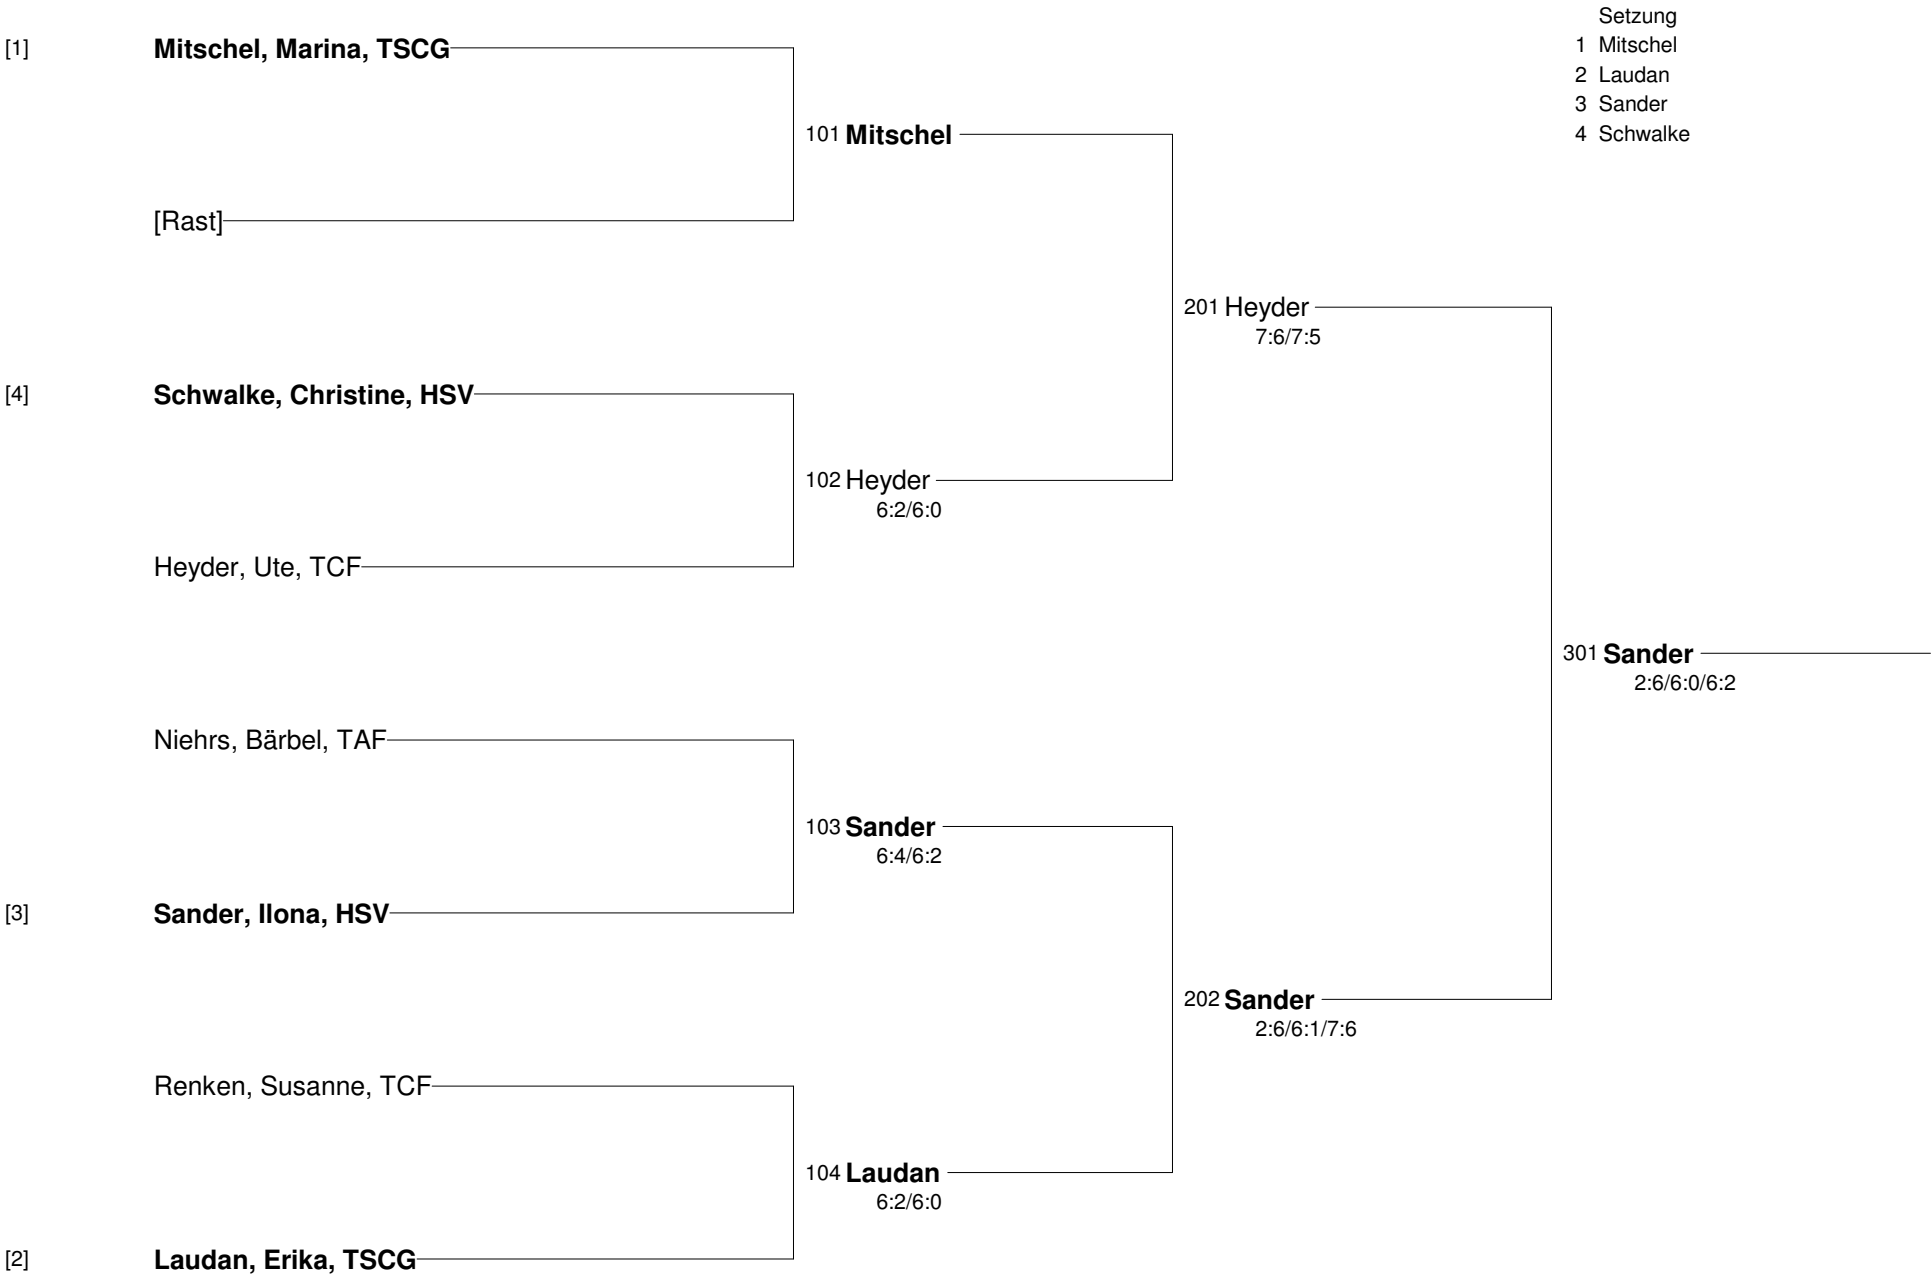 Setzung
[1] Mitschel, Marina, TSCG
1 Mitschel
2 Laudan
3 Sander
101 Mitschel
4 Schwalke
[Rast]
201 Heyder
7:6/7:5
[4] Schwalke, Christine, HSV
102 Heyder
6:2/6:0
Heyder, Ute, TCF
301 Sander
2:6/6:0/6:2
Niehrs, Bärbel, TAF
103 Sander
6:4/6:2
[3] Sander, Ilona, HSV
202 Sander
2:6/6:1/7:6
Renken, Susanne, TCF
104 Laudan
6:2/6:0
[2] Laudan, Erika, TSCG